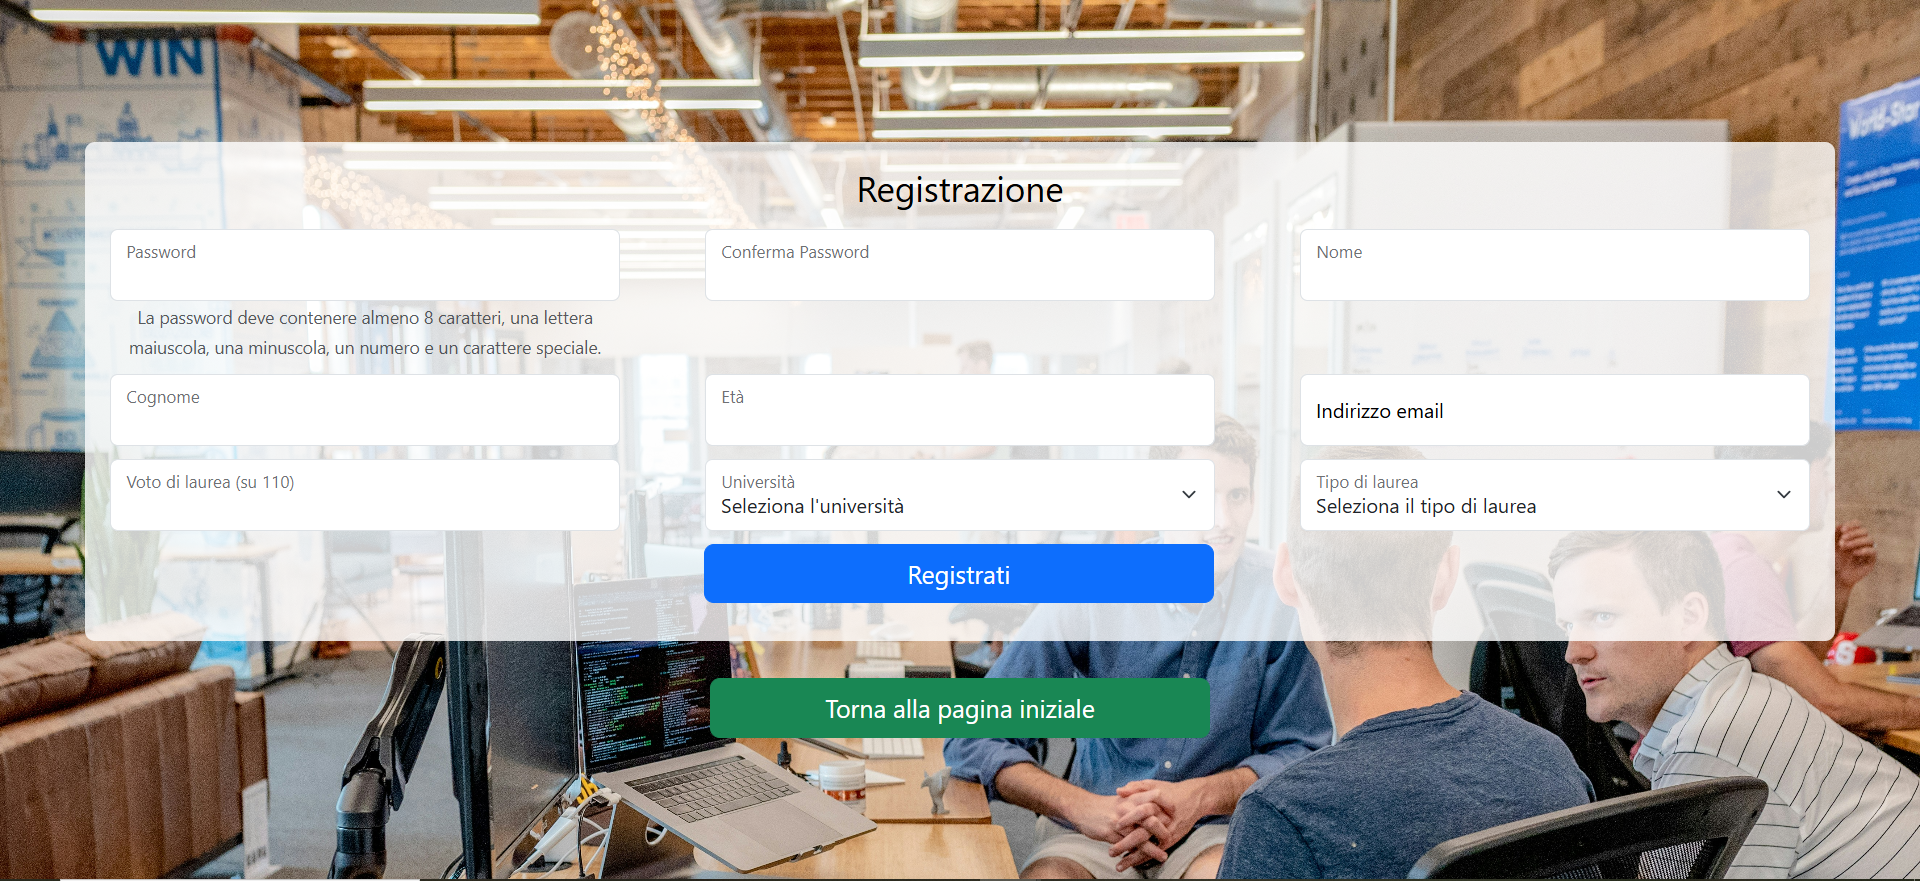 WIN
World-Star
Registrazione
Password
Conferma Password
Nome
La password deve contenere almeno 8 caratteri, una lettera
maiuscola, una minuscola, un numero e un carattere speciale.
Cognome
Età
Indirizzo email
Voto di laurea (su 110)
Università
Seleziona l'università
Tipo di laurea
Seleziona il tipo di laurea
Registrati
Torna alla pagina iniziale